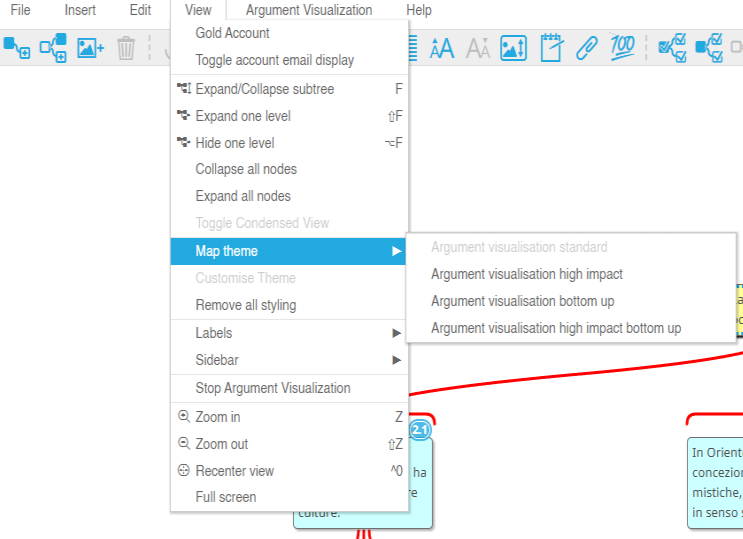 File Insert Edit View Argument Visualization Help
Gold Account
Toggle account email display
Expand/Collapse subtree F
Expand one level ⇧F
Hide one level ⌥F
Collapse all nodes
Expand all nodes
Toggle Condensed View
Map theme ▶
Argument visualisation standard
Argument visualisation high impact
Argument visualisation bottom up
Argument visualisation high impact bottom up
Customise Theme
Remove all styling
Labels ▶
Sidebar ▶
Stop Argument Visualization
Zoom in Z
Zoom out ⇧Z
Recenter view ^0
Full screen
AA AA 100
2.1
ha
re
culture.
In Orient
concezion
mistiche,
in senso s